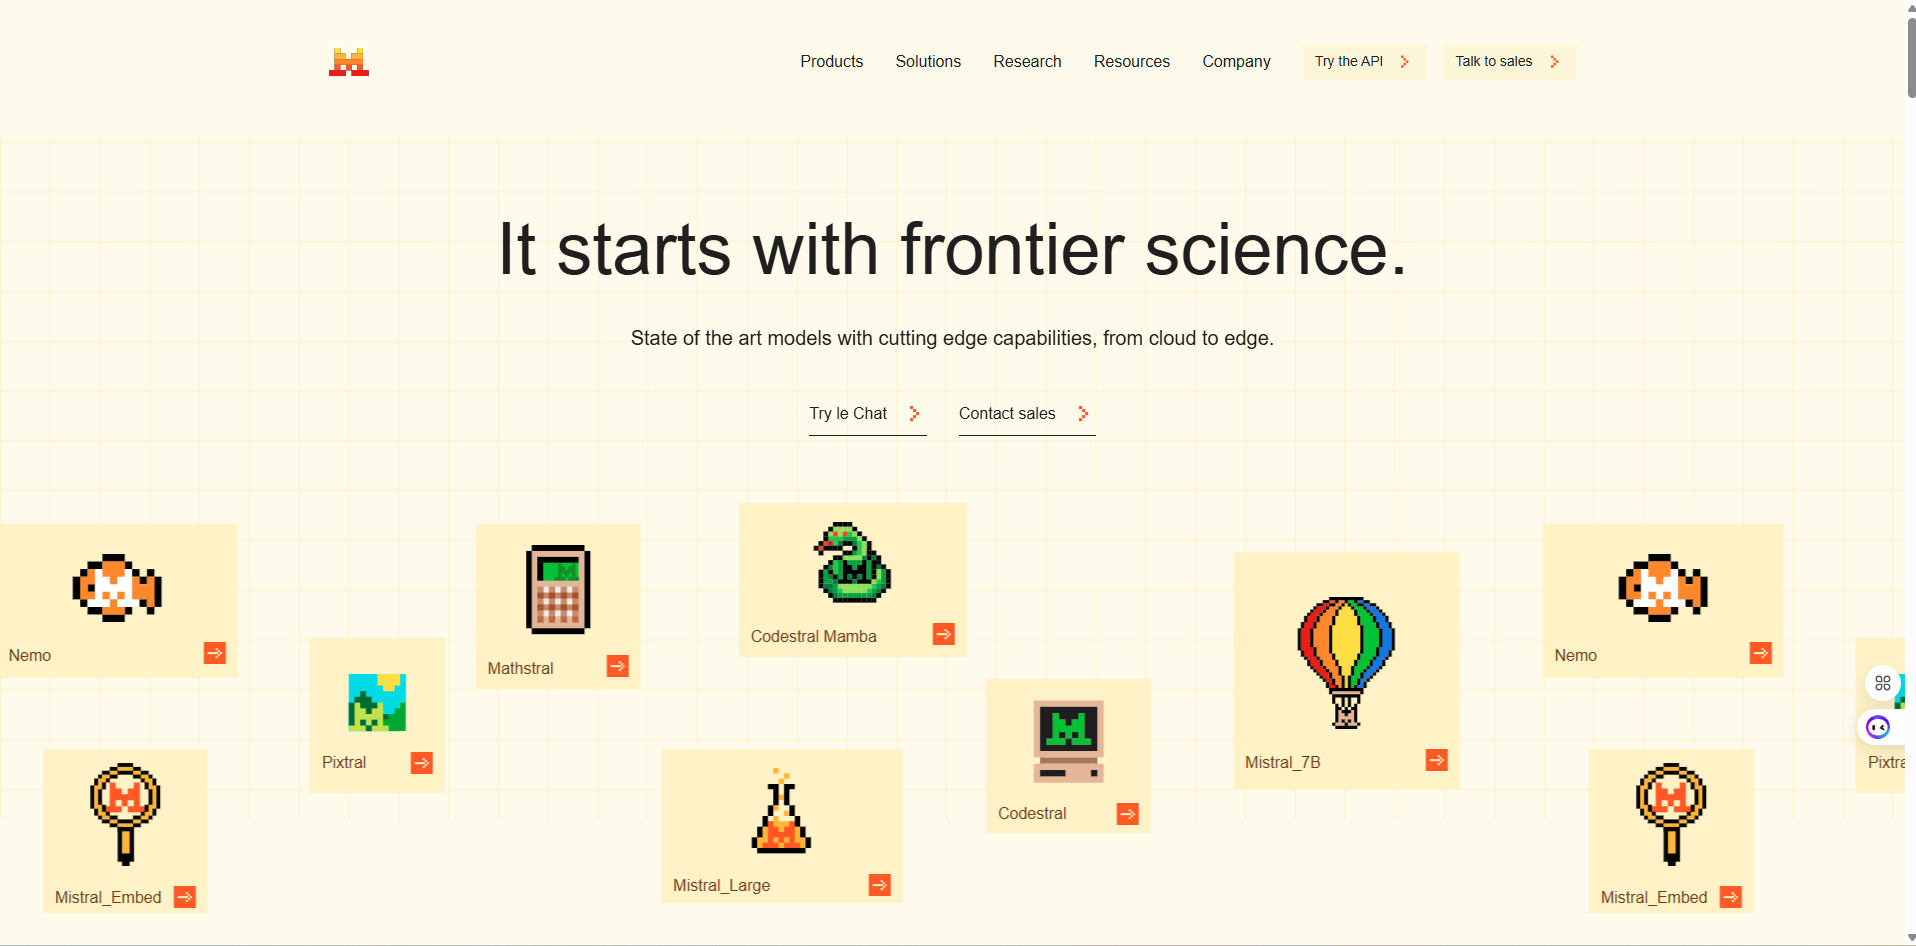 Products
Solutions
Research
Resources
Company
Try the API
Talk to sales
It starts with frontier science.
State of the art models with cutting edge capabilities, from cloud to edge.
Try le Chat
Contact sales
Nemo
Pixtral
Mistral_Embed
Mathstral
Codestral Mamba
Mistral_Large
Codestral
Mistral_7B
Nemo
Mistral_Embed
Pixtra